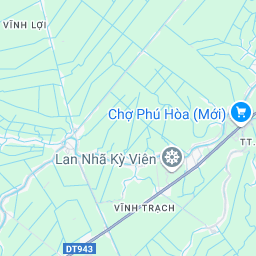 VĨNH LỢI
Chợ Phú Hòa (Mới)
TT.
Lan Nhã Kỳ Viên
VĨNH TRẠCH
DT943